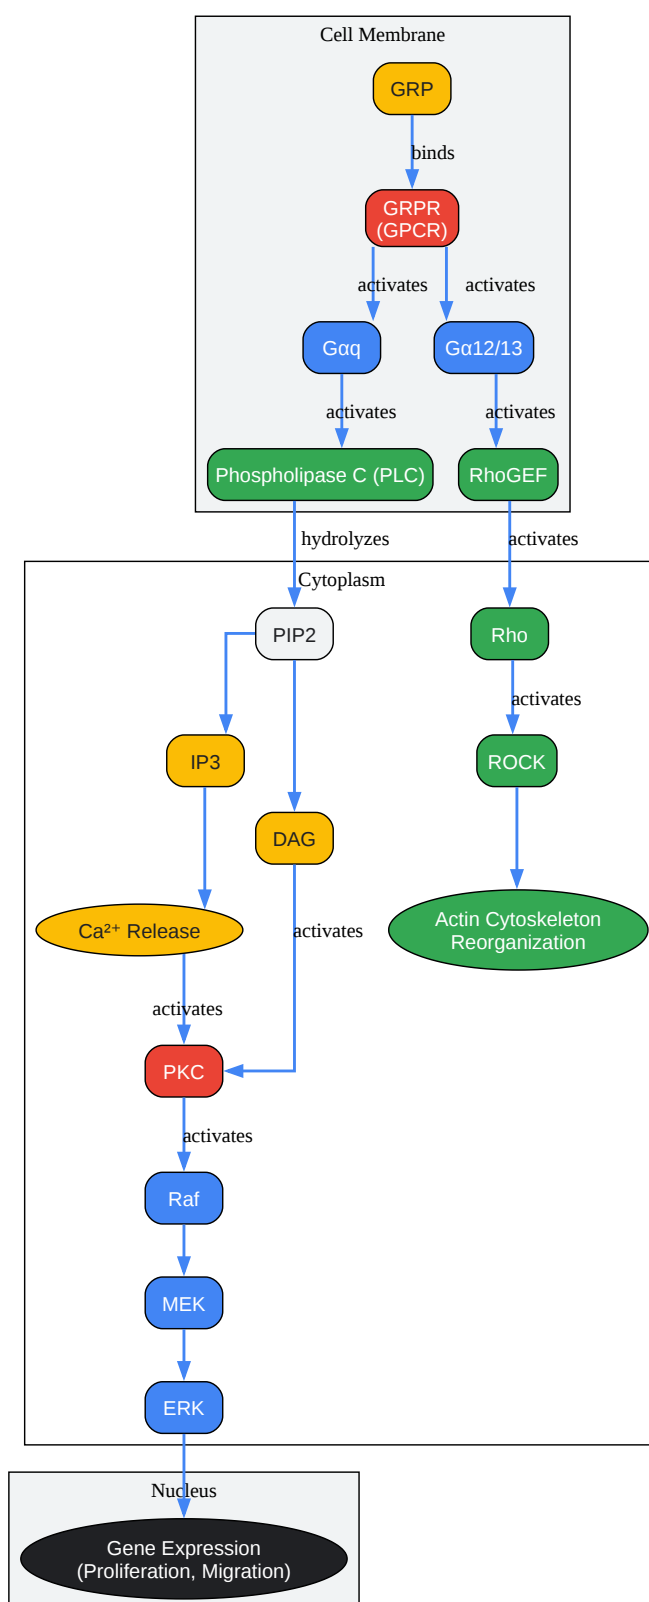 Cell Membrane
GRP
binds
GRPR
(GPCR)
activates
activates
Gαq
Gα12/13
activates
activates
Phospholipase C (PLC)
RhoGEF
hydrolyzes
activates
Cytoplasm
PIP2
Rho
activates
IP3
ROCK
DAG
Ca²⁺ Release
activates
Actin Cytoskeleton
Reorganization
activates
PKC
activates
Raf
MEK
ERK
Nucleus
Gene Expression
(Proliferation, Migration)